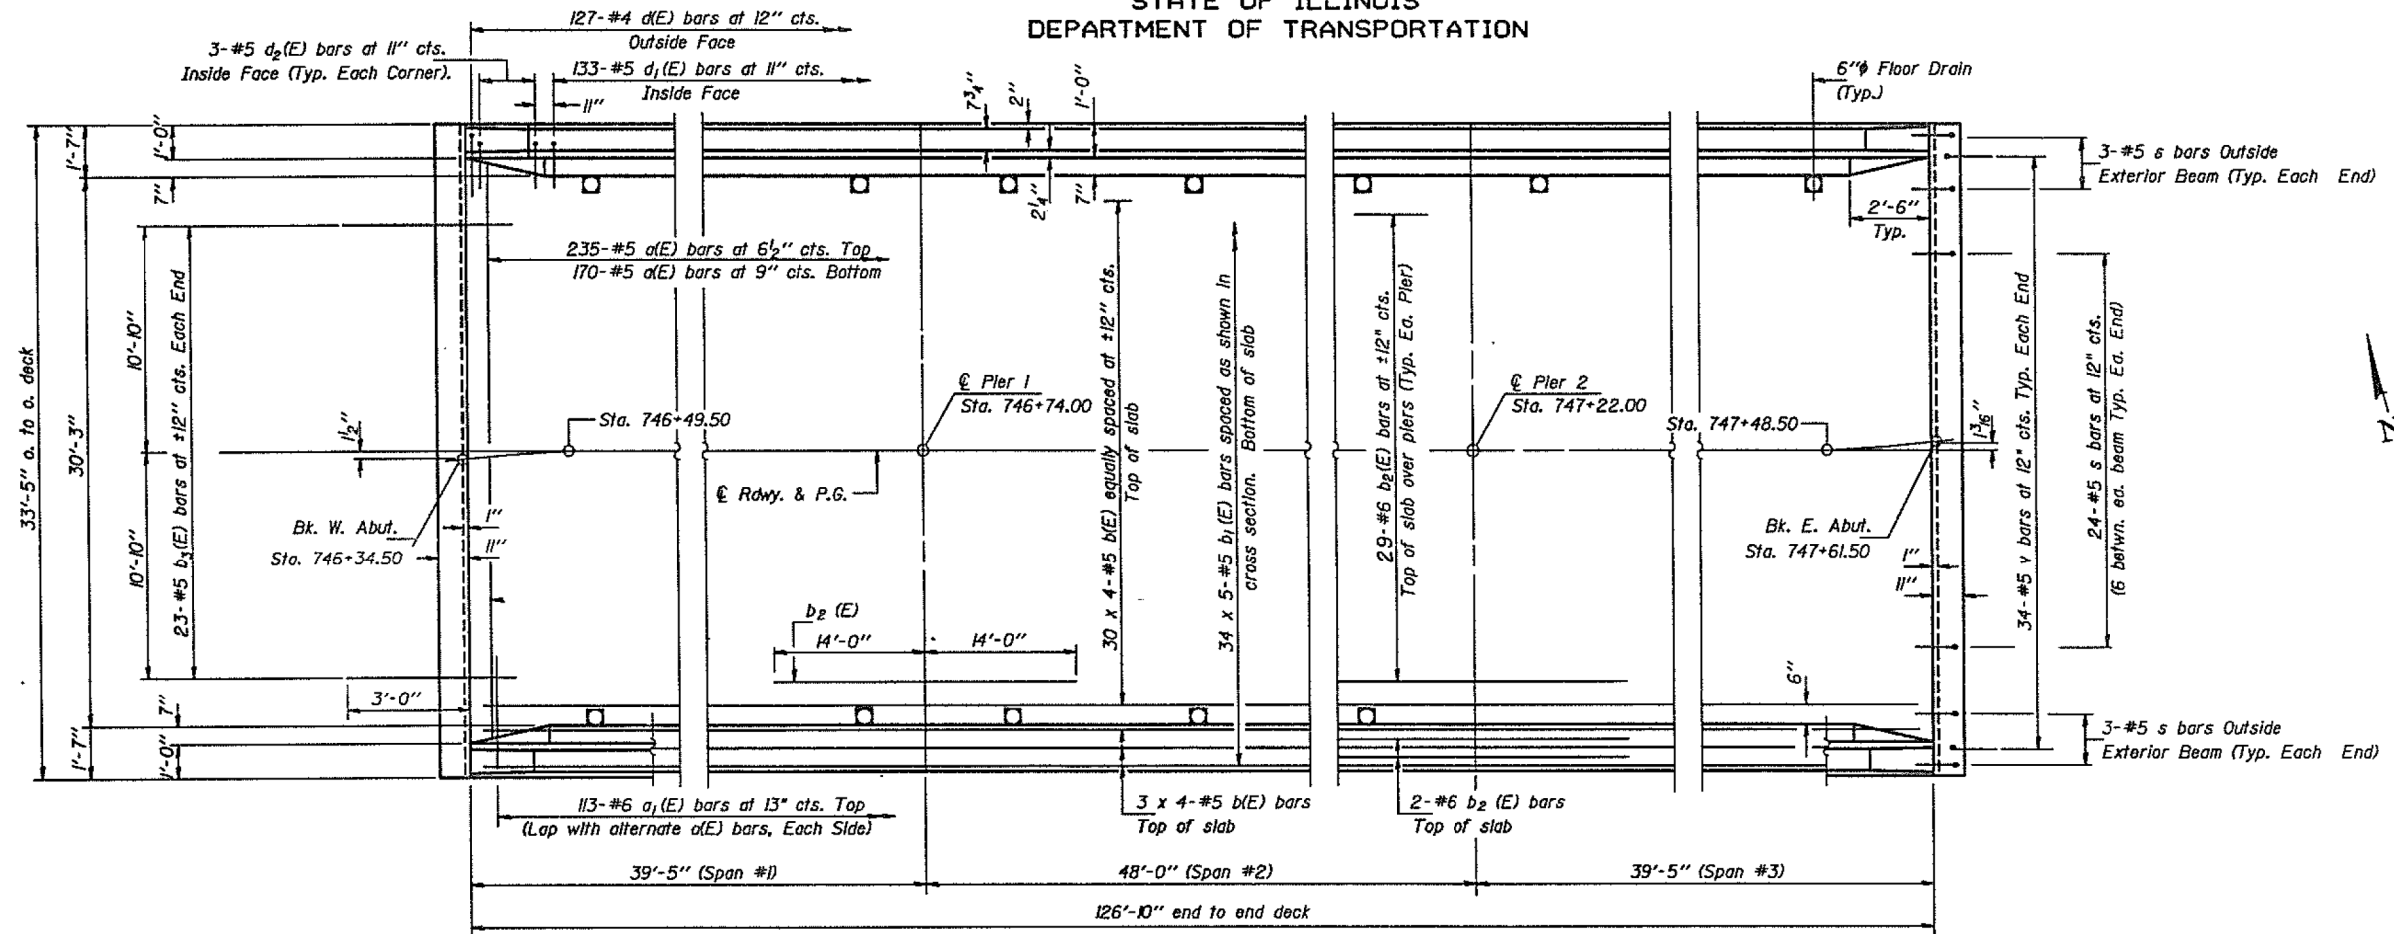 STATE OF ILLINOIS
DEPARTMENT OF TRANSPORTATION
127-#4 d(E) bars at 12" cts.
Outside Face
3-#5 d₂(E) bars at 11" cts.
Inside Face (Typ. Each Corner).
133-#5 d₁(E) bars at 11" cts.
Inside Face
11"
7¾"
2"
1'-0"
6"φ Floor Drain
(Typ.)
1'-7"
1'-0"
7"
2¼"
7"
3-#5 s bars Outside
Exterior Beam (Typ. Each End)
2'-6"
Typ.
235-#5 a(E) bars at 6½" cts. Top
170-#5 a(E) bars at 9" cts. Bottom
33'-5" o. to o. deck
30'-3"
10'-10"
10'-10"
23-#5 b₃(E) bars at ±12" cts. Each End
1½"
Sta. 746+49.50
℄ Pier 1
Sta. 746+74.00
℄ Rdwy. & P.G.
Bk. W. Abut.
Sta. 746+34.50
1"
11"
30 x 4-#5 b(E) equally spaced at ±12" cts.
Top of slab
34 x 5-#5 b₁(E) bars spaced as shown in
cross section. Bottom of slab
29-#6 b₂(E) bars at ±12" cts.
Top of slab over piers (Typ. Ea. Pier)
℄ Pier 2
Sta. 747+22.00
Sta. 747+48.50
1 3/16"
Bk. E. Abut.
Sta. 747+61.50
1"
11"
34-#5 v bars at 12" cts. Typ. Each End
24-#5 s bars at 12" cts.
(6 betwn. ea. beam Typ. Ea. End)
N
b₂ (E)
14'-0"
14'-0"
3'-0"
7"
1'-7"
1'-0"
6"
3-#5 s bars Outside
Exterior Beam (Typ. Each End)
113-#6 a₁(E) bars at 13" cts. Top
(Lap with alternate a(E) bars, Each Side)
3 x 4-#5 b(E) bars
Top of slab
2-#6 b₂ (E) bars
Top of slab
39'-5" (Span #1)
48'-0" (Span #2)
39'-5" (Span #3)
126'-10" end to end deck